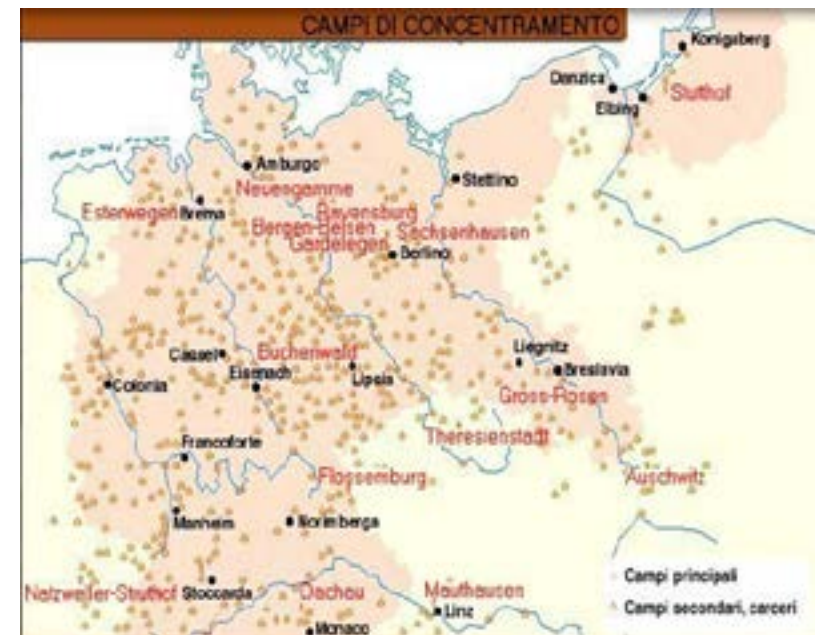 CAMPI DI CONCENTRAMENTO
Konigsberg
Danzica
Elbing
Stutthof
Amburgo
Stettino
Neuengamme
Esterwegen
Brema
Ravensburg
Bergen-Belsen
Sachsenhausen
Gardelegen
Berlino
Cassel
Buchenwald
Liegnitz
Eisenach
Lipsia
Breslavia
Colonia
Gross-Rosen
Theresienstadt
Francoforte
Flossemburg
Auschwitz
Manheim
Norimberga
Natzweiler-Struthof
Stoccarda
Dachau
Mauthausen
Linz
Monaco
Campi principali
Campi secondari, carceri